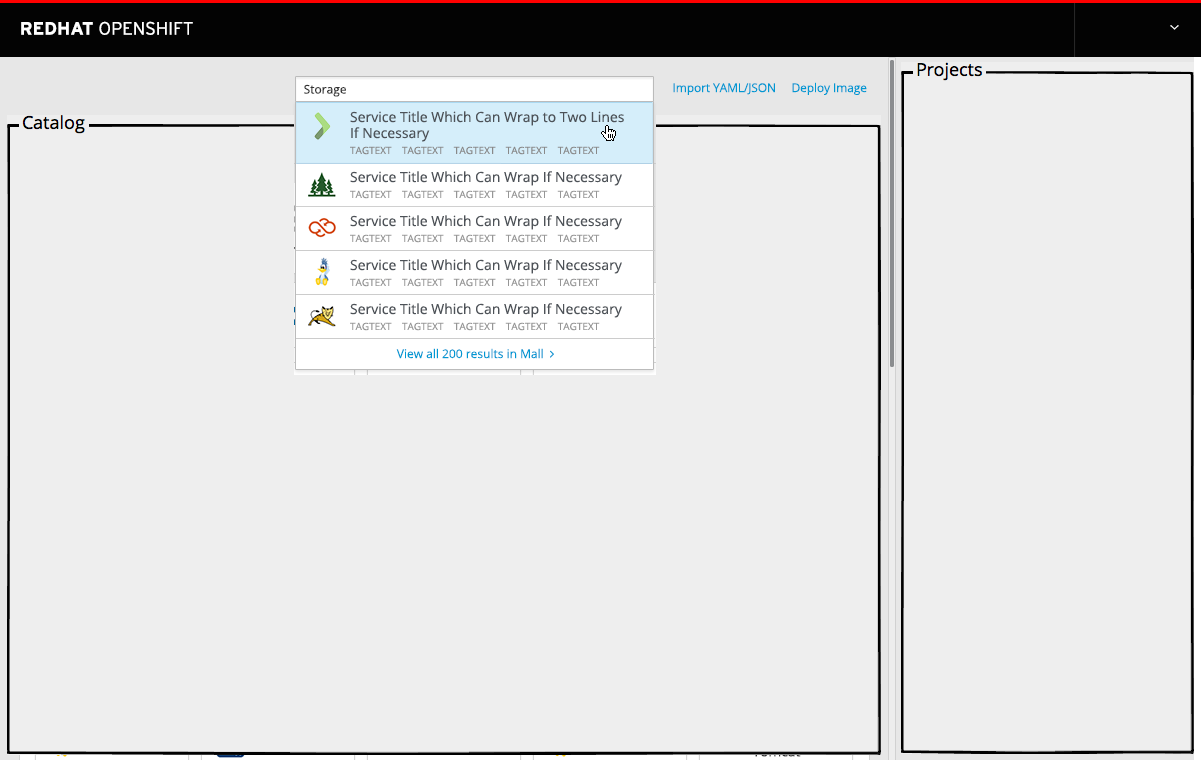 REDHAT OPENSHIFT
Projects
Storage
Import YAML/JSON Deploy Image
Catalog
Service Title Which Can Wrap to Two Lines
If Necessary
TAGTEXT TAGTEXT TAGTEXT TAGTEXT TAGTEXT
Service Title Which Can Wrap If Necessary
TAGTEXT TAGTEXT TAGTEXT TAGTEXT TAGTEXT
Service Title Which Can Wrap If Necessary
TAGTEXT TAGTEXT TAGTEXT TAGTEXT TAGTEXT
Service Title Which Can Wrap If Necessary
TAGTEXT TAGTEXT TAGTEXT TAGTEXT TAGTEXT
Service Title Which Can Wrap If Necessary
TAGTEXT TAGTEXT TAGTEXT TAGTEXT TAGTEXT
View all 200 results in Mall >